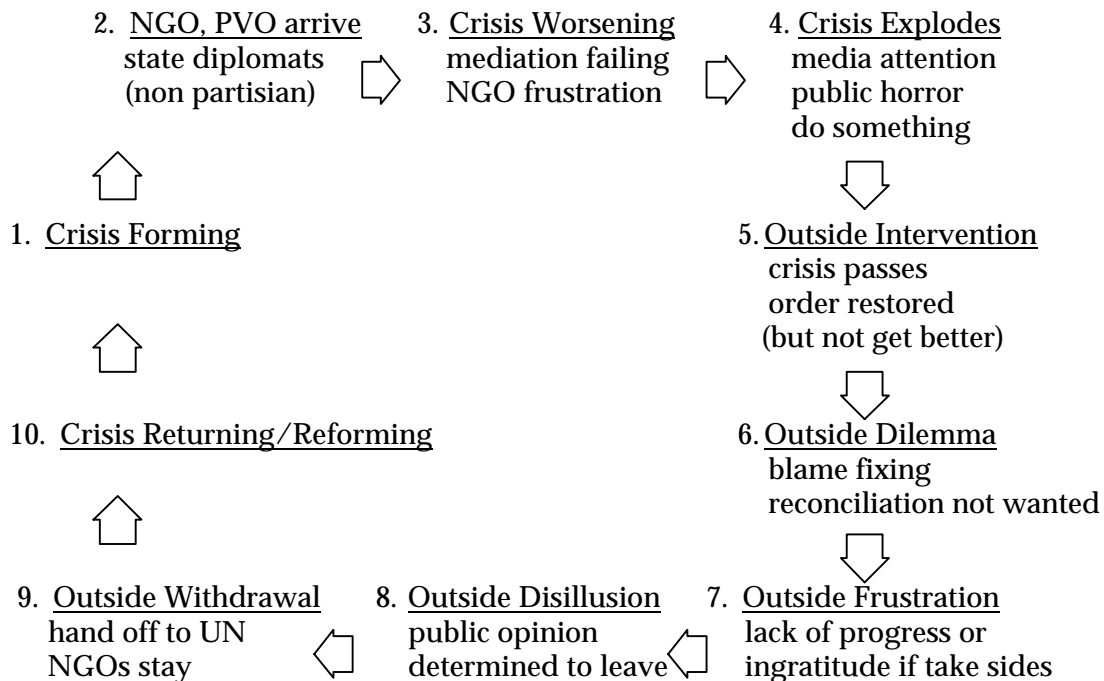 2. NGO, PVO arrive
state diplomats
(non partisian)
3. Crisis Worsening
mediation failing
NGO frustration
4. Crisis Explodes
media attention
public horror
do something
1. Crisis Forming
5. Outside Intervention
crisis passes
order restored
(but not get better)
10. Crisis Returning/Reforming
6. Outside Dilemma
blame fixing
reconciliation not wanted
9. Outside Withdrawal
hand off to UN
NGOs stay
8. Outside Disillusion
public opinion
determined to leave
7. Outside Frustration
lack of progress or
ingratitude if take sides